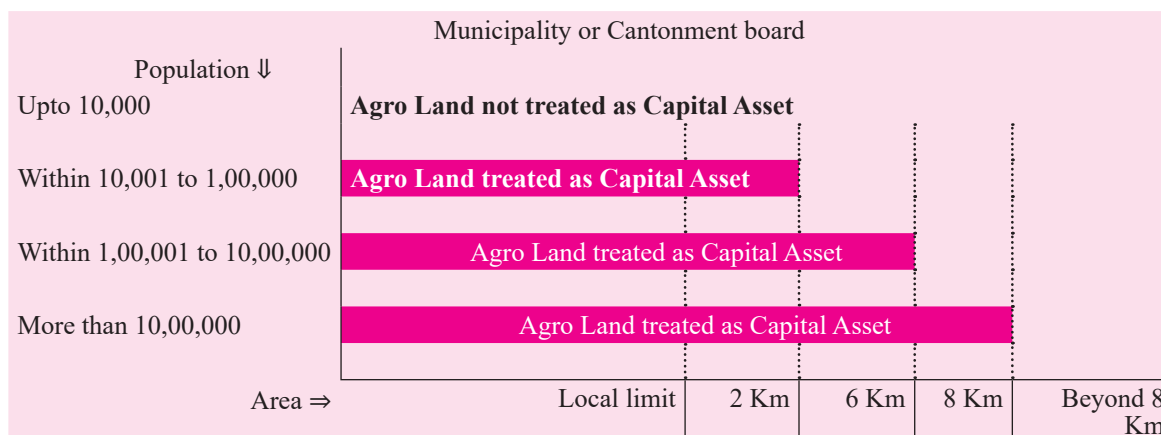 Municipality or Cantonment board
Population ⇓
Upto 10,000 Agro Land not treated as Capital Asset
Within 10,001 to 1,00,000 Agro Land treated as Capital Asset
Within 1,00,001 to 10,00,000 Agro Land treated as Capital Asset
More than 10,00,000 Agro Land treated as Capital Asset
Area ⇒ Local limit 2 Km 6 Km 8 Km Beyond 8
Km